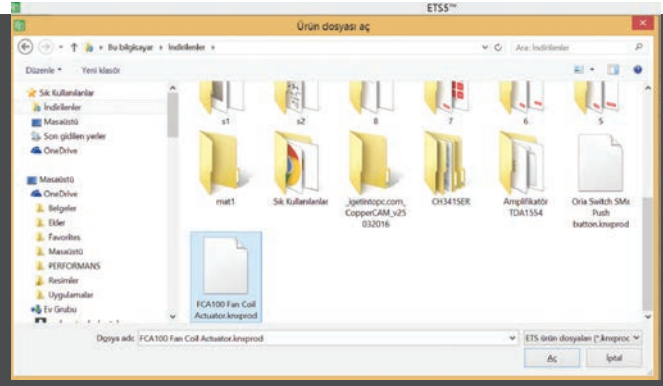 ETS5™
Ürün dosyası aç
Bu bilgisayar ▸ İndirilenler ▸
Ara: İndirilenler
Düzenle
Yeni klasör
Sık Kullanılanlar
İndirilenler
Masaüstü
Son gidilen yerler
OneDrive
Masaüstü
OneDrive
Belgeler
Ekler
Favorites
Masaüstü
PERFORMANS
Resimler
Uygulamalar
Ev Grubu
s1
s2
8
7
6
5
mat1
Sık Kullanılanlar
_igetintopc.com_
CopperCAM_v25
032016
CH341SER
Amplifikatör
TDA1554
Oria Switch SMx
Push
button.knxprod
FCA100 Fan Coil
Actuator.knxprod
Dosya adı:
FCA100 Fan Coil Actuator.knxprod
ETS ürün dosyaları (*.knxproc
Aç
İptal